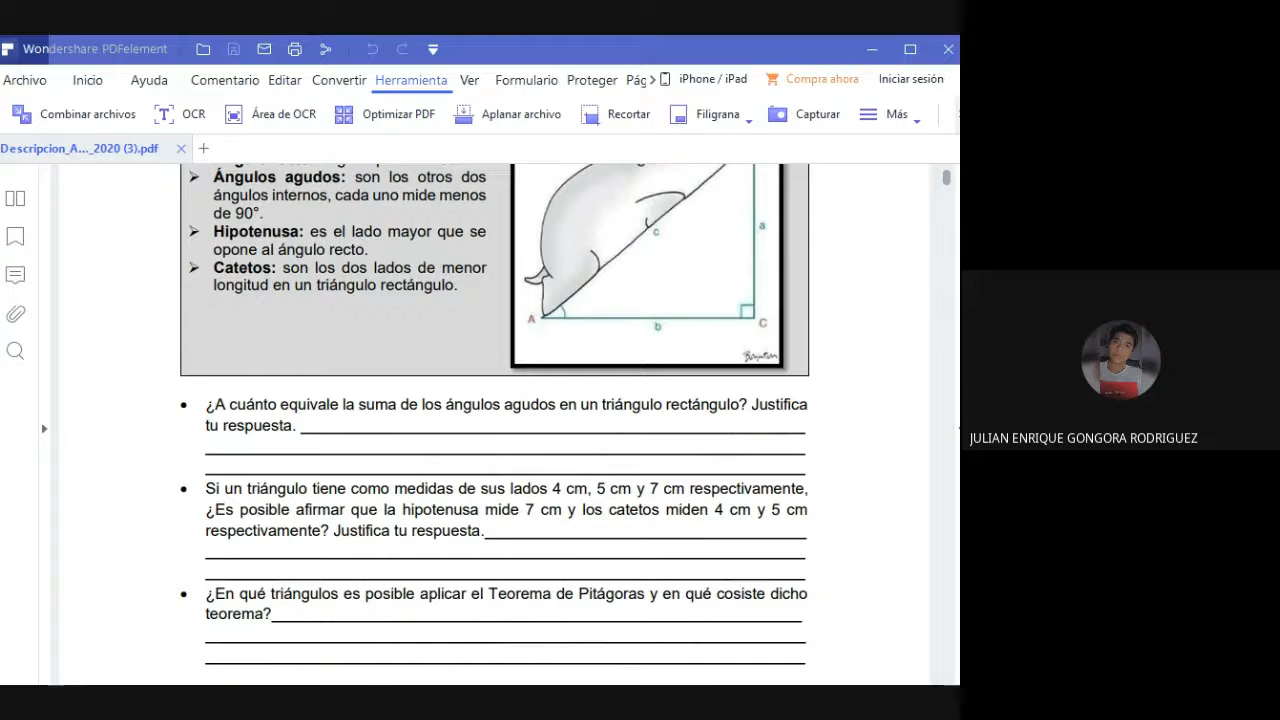 Wondershare PDFelement
Archivo Inicio Ayuda Comentario Editar Convertir Herramienta Ver Formulario Proteger Pág iPhone / iPad Compra ahora Iniciar sesión
Combinar archivos OCR Área de OCR Optimizar PDF Aplanar archivo Recortar Filigrana Capturar Más
Descripcion_A..._2020 (3).pdf
Ángulos agudos: son los otros dos
ángulos internos, cada uno mide menos
de 90°.
Hipotenusa: es el lado mayor que se
opone al ángulo recto.
Catetos: son los dos lados de menor
longitud en un triángulo rectángulo.
c
a
A
b
C
• ¿A cuánto equivale la suma de los ángulos agudos en un triángulo rectángulo? Justifica
tu respuesta.
• Si un triángulo tiene como medidas de sus lados 4 cm, 5 cm y 7 cm respectivamente,
¿Es posible afirmar que la hipotenusa mide 7 cm y los catetos miden 4 cm y 5 cm
respectivamente? Justifica tu respuesta.
• ¿En qué triángulos es posible aplicar el Teorema de Pitágoras y en qué cosiste dicho
teorema?
JULIAN ENRIQUE GONGORA RODRIGUEZ